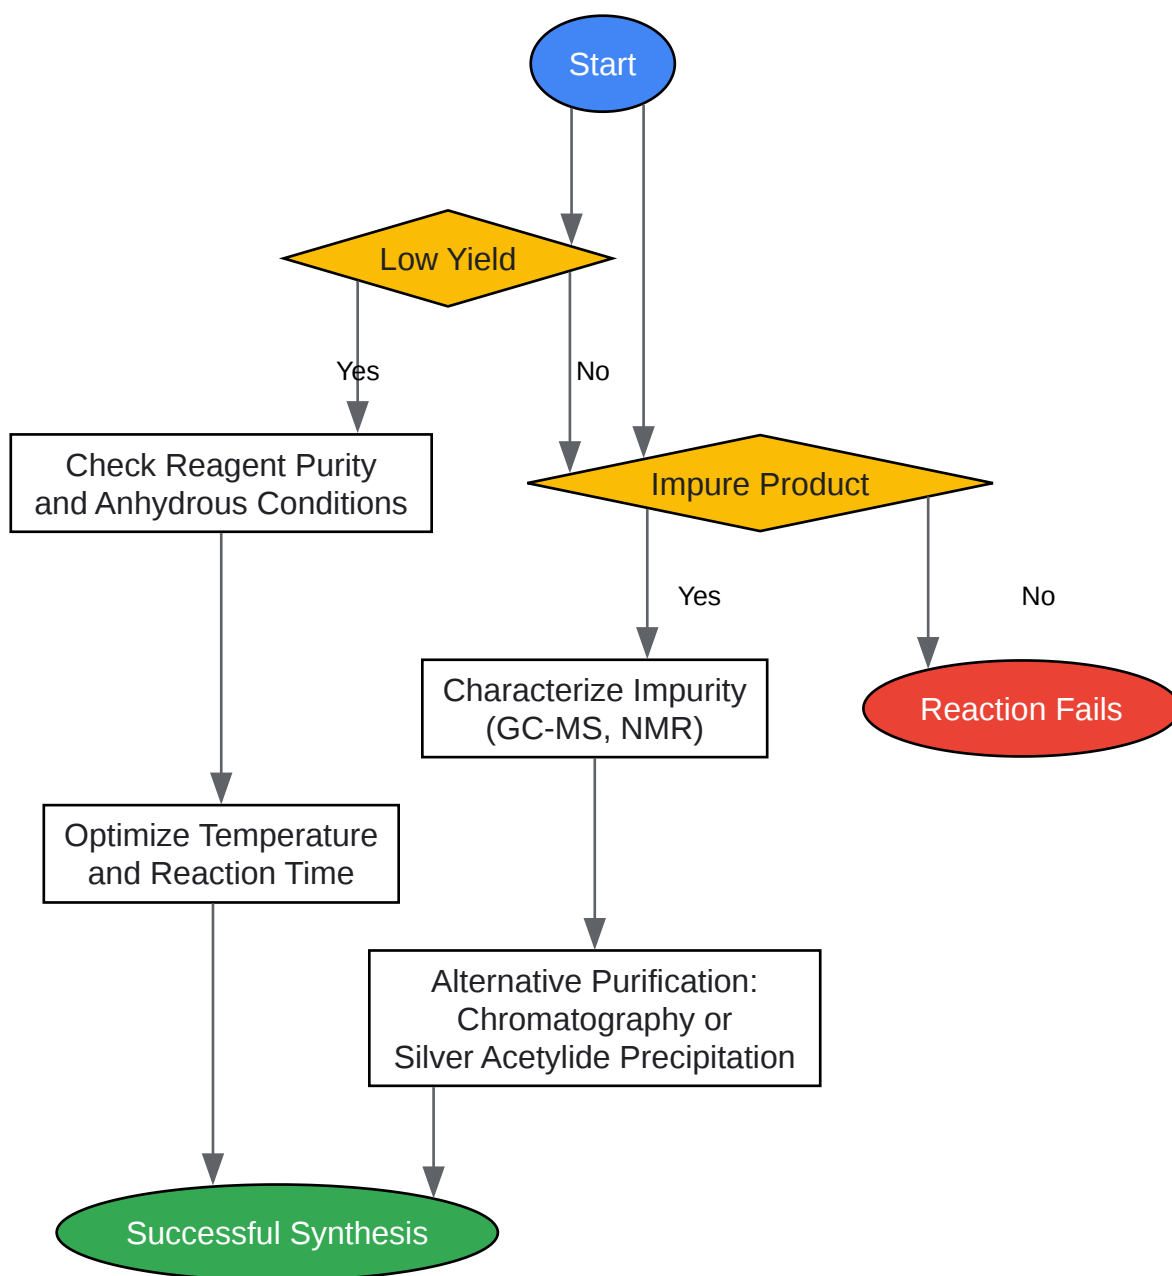 Start
Low Yield
Yes
No
Check Reagent Purity
and Anhydrous Conditions
Impure Product
Yes
No
Characterize Impurity
(GC-MS, NMR)
Reaction Fails
Optimize Temperature
and Reaction Time
Alternative Purification:
Chromatography or
Silver Acetylide Precipitation
Successful Synthesis